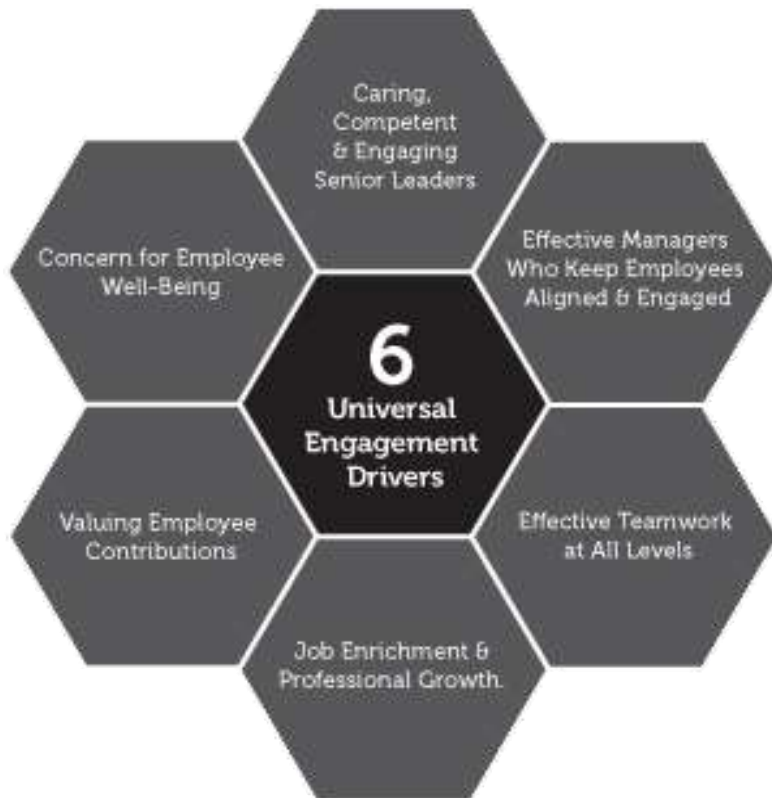 Caring,
Competent
& Engaging
Senior Leaders
Effective Managers
Who Keep Employees
Aligned & Engaged
Effective Teamwork
at All Levels
Job Enrichment &
Professional Growth.
Valuing Employee
Contributions
Concern for Employee
Well-Being
6
Universal
Engagement
Drivers